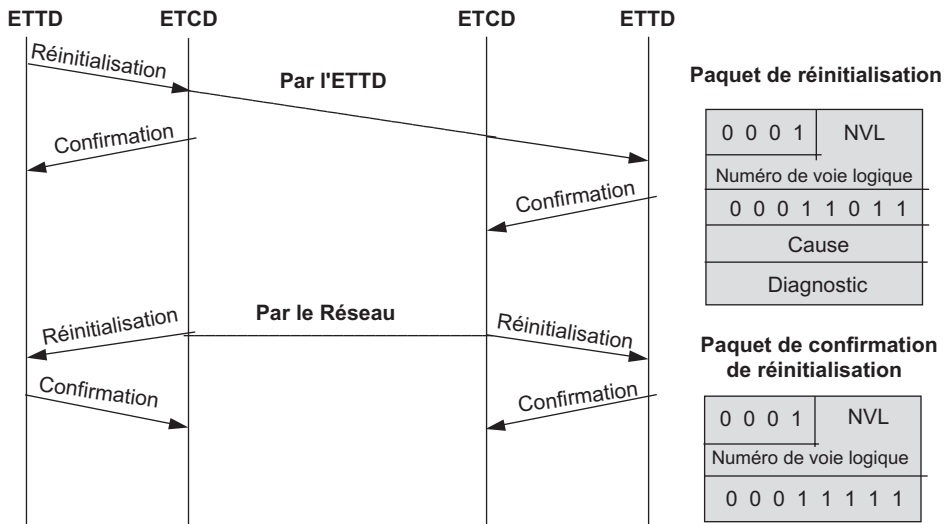 ETTD ETCD ETCD ETTD
Réinitialisation
Par l'ETTD
Confirmation
Confirmation
Par le Réseau
Réinitialisation
Réinitialisation
Confirmation
Confirmation
Paquet de réinitialisation
0 0 0 1 NVL
Numéro de voie logique
0 0 0 1 1 0 1 1
Cause
Diagnostic
Paquet de confirmation
de réinitialisation
0 0 0 1 NVL
Numéro de voie logique
0 0 0 1 1 1 1 1